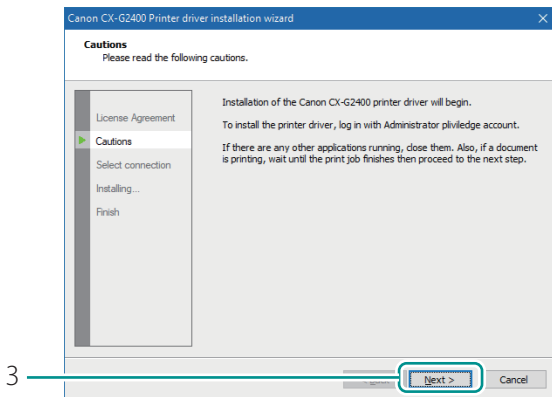 Canon CX-G2400 Printer driver installation wizard
Cautions
Please read the following cautions.
License Agreement
Cautions
Select connection
Installing...
Finish
Installation of the Canon CX-G2400 printer driver will begin.
To install the printer driver, log in with Administrator pliviledge account.
If there are any other applications running, close them. Also, if a document
is printing, wait until the print job finishes then proceed to the next step.
3
Next >
Cancel